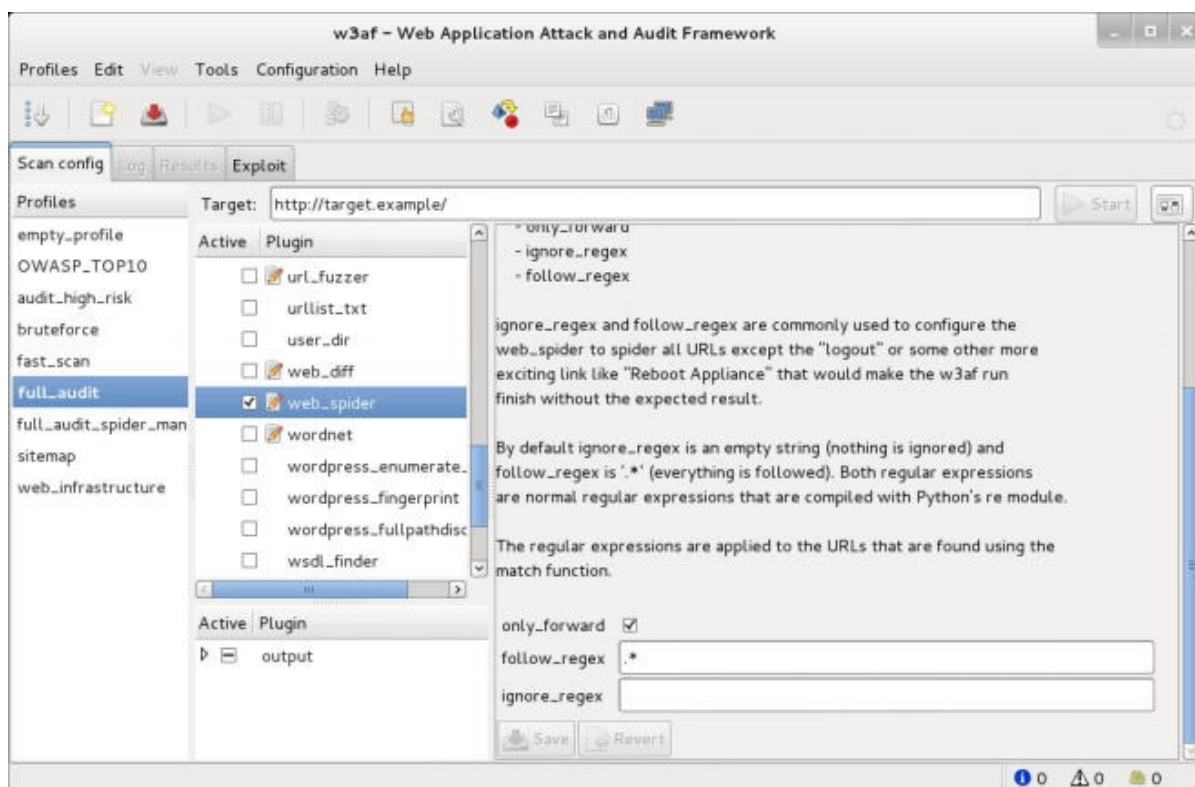 w3af - Web Application Attack and Audit Framework
Profiles Edit View Tools Configuration Help
Scan config Log Results Exploit
Profiles
empty_profile
OWASP_TOP10
audit_high_risk
bruteforce
fast_scan
full_audit
full_audit_spider_man
sitemap
web_infrastructure
Target: http://target.example/ Start
Active Plugin
url_fuzzer
urllist_txt
user_dir
web_diff
web_spider
wordnet
wordpress_enumerate_
wordpress_fingerprint
wordpress_fullpathdisc
wsdl_finder
Active Plugin
output
- only_forward
- ignore_regex
- follow_regex
ignore_regex and follow_regex are commonly used to configure the
web_spider to spider all URLs except the "logout" or some other more
exciting link like "Reboot Appliance" that would make the w3af run
finish without the expected result.
By default ignore_regex is an empty string (nothing is ignored) and
follow_regex is '.*' (everything is followed). Both regular expressions
are normal regular expressions that are compiled with Python's re module.
The regular expressions are applied to the URLs that are found using the
match function.
only_forward
follow_regex .*
ignore_regex
Save Revert
0 0 0